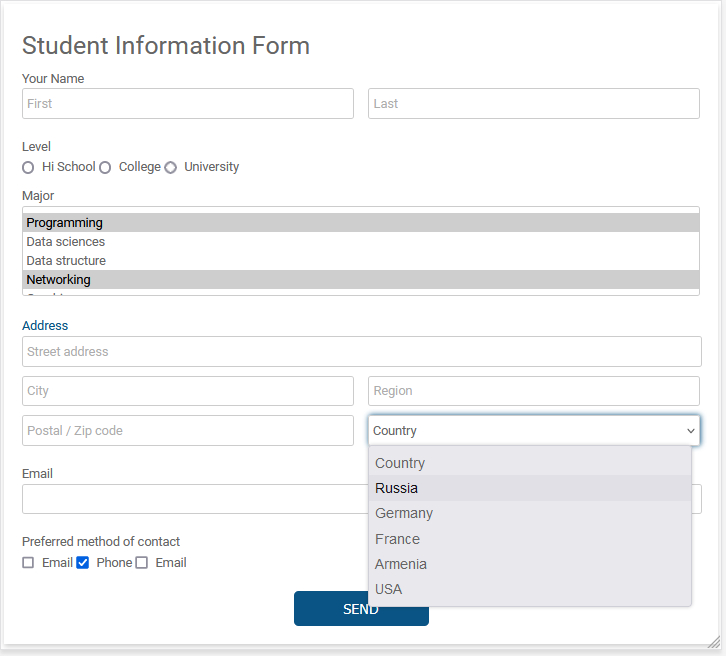 Student Information Form
Your Name
First Last
Level
Hi School College University
Major
Programming
Data sciences
Data structure
Networking
Address
Street address
City Region
Postal / Zip code Country
Country
Russia
Germany
France
Armenia
USA
Email
Preferred method of contact
Email Phone Email
SEND